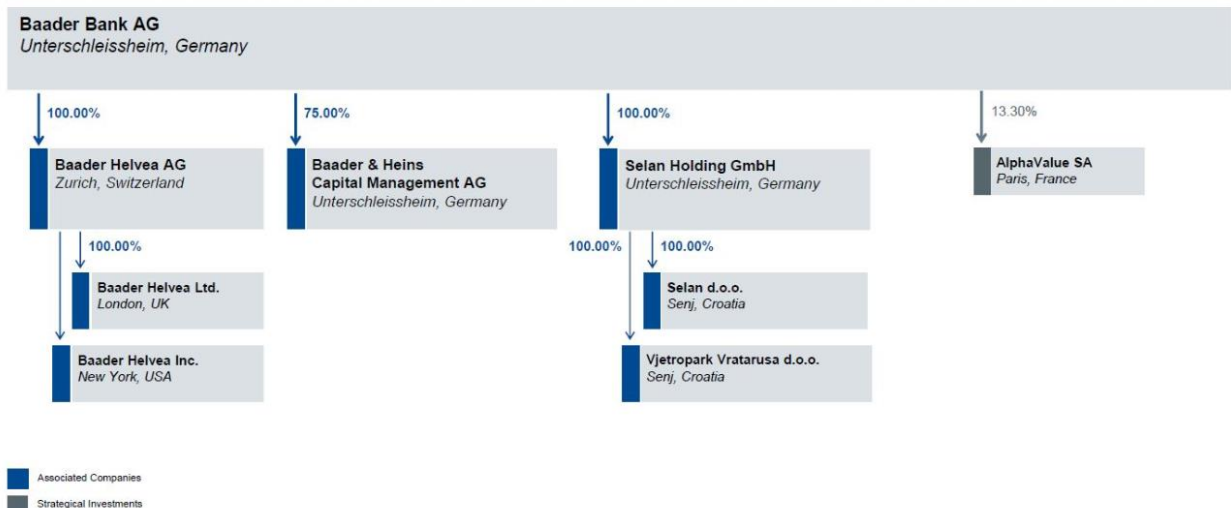 Baader Bank AG
Unterschleissheim, Germany
100.00%
75.00%
100.00%
13.30%
Baader Helvea AG
Zurich, Switzerland
Baader & Heins
Capital Management AG
Unterschleissheim, Germany
Selan Holding GmbH
Unterschleissheim, Germany
AlphaValue SA
Paris, France
100.00%
100.00%
100.00%
Baader Helvea Ltd.
London, UK
Selan d.o.o.
Senj, Croatia
Baader Helvea Inc.
New York, USA
Vjetropark Vratarusa d.o.o.
Senj, Croatia
Associated Companies
Strategical Investments